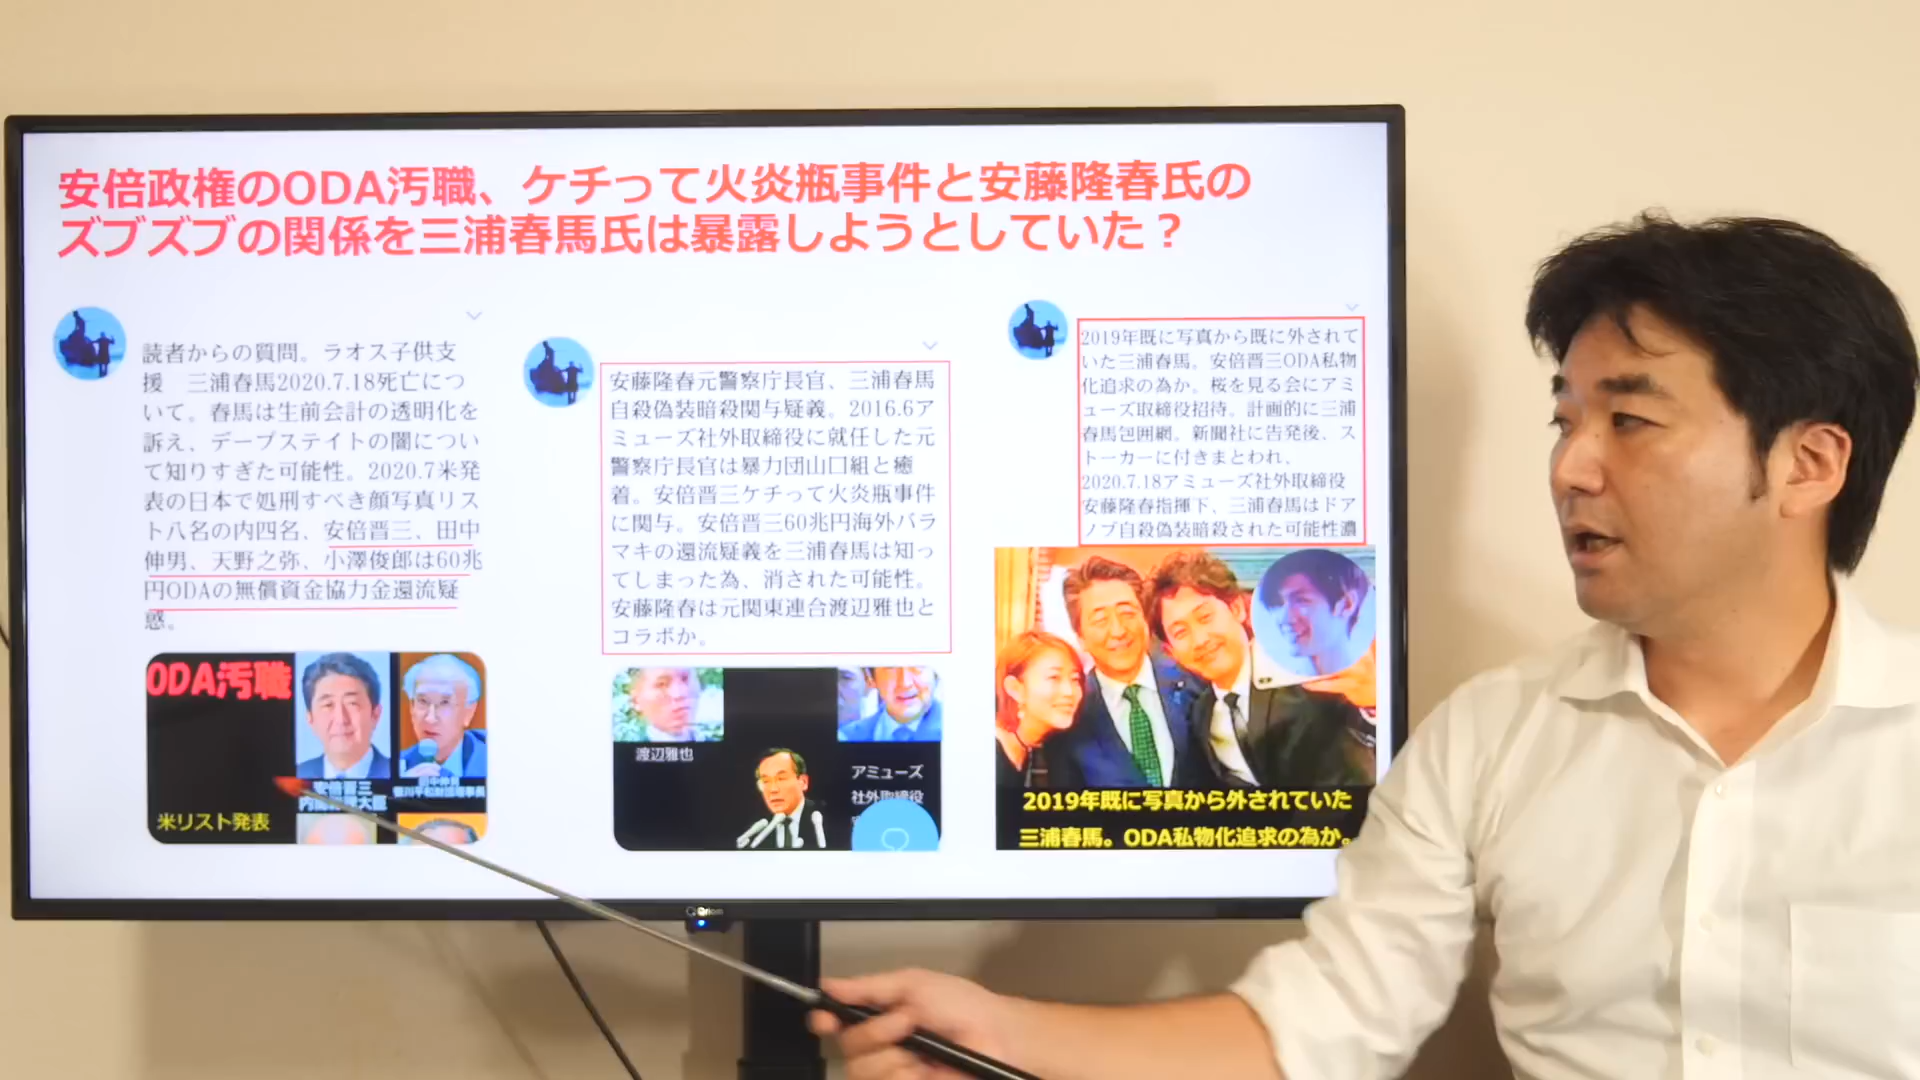 安倍政権のODA汚職、ケチって火炎瓶事件と安藤隆春氏の
ズブズブの関係を三浦春馬氏は暴露しようとしていた？
読者からの質問。ラオス子供支
援　三浦春馬2020.7.18死亡につ
いて。春馬は生前会計の透明化を
訴え、デープステイトの闇につい
て知りすぎた可能性。2020.7米発
表の日本で処刑すべき顔写真リス
ト八名の内四名、安倍晋三、田中
伸男、天野之弥、小澤俊郎は60兆
円ODAの無償資金協力金還流疑
惑。
ODA汚職
安倍晋三
米リスト発表
安藤隆春元警察庁長官、三浦春馬
自殺偽装暗殺関与疑義。2016.6ア
ミューズ社外取締役に就任した元
警察庁長官は暴力団山口組と癒
着。安倍晋三ケチって火炎瓶事件
に関与。安倍晋三60兆円海外バラ
マキの還流疑義を三浦春馬は知っ
てしまった為、消された可能性。
安藤隆春は元関東連合渡辺雅也と
コラボか。
渡辺雅也
アミューズ
社外取締役
2019年既に写真から既に外されて
いた三浦春馬。安倍晋三ODA私物
化追求の為か。桜を見る会にアミ
ューズ取締役招待。計画的に三浦
春馬包囲網。新聞社に告発後、ス
トーカーに付きまとわれ、
2020.7.18アミューズ社外取締役
安藤隆春指揮下、三浦春馬はドア
ノブ自殺偽装暗殺された可能性濃
2019年既に写真から外されていた
三浦春馬。ODA私物化追求の為か。